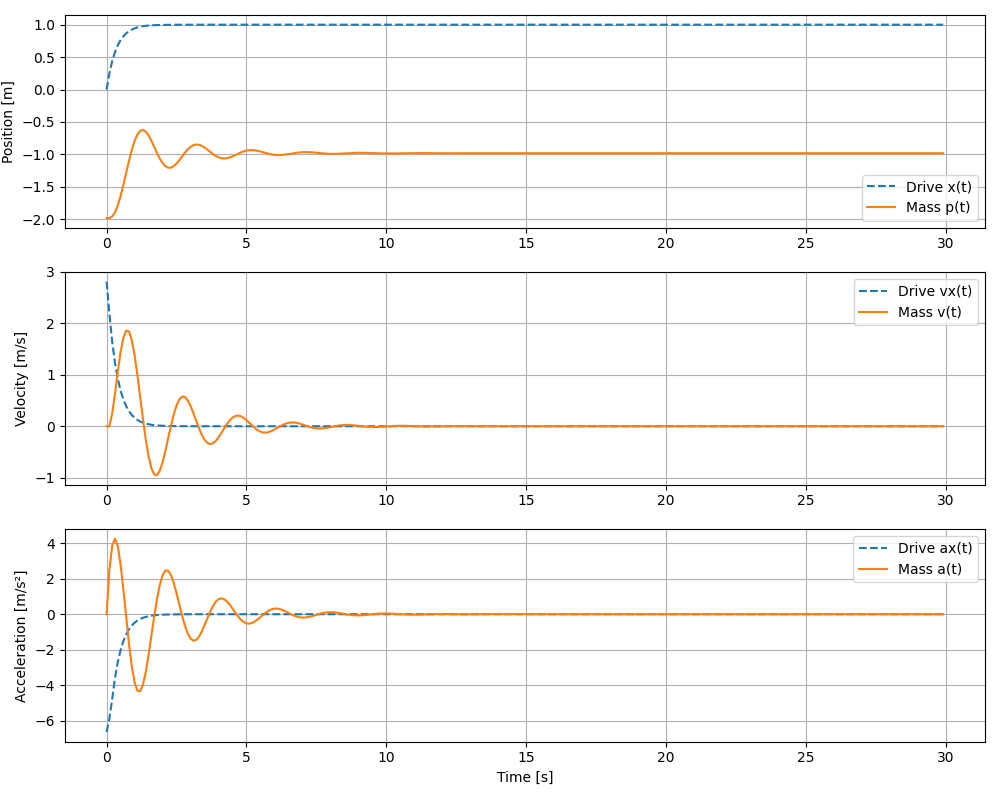 Position [m]
1.0
0.5
0.0
−0.5
−1.0
−1.5
−2.0
Drive x(t)
Mass p(t)
0 5 10 15 20 25 30
Velocity [m/s]
3
2
1
0
−1
Drive vx(t)
Mass v(t)
0 5 10 15 20 25 30
Acceleration [m/s²]
4
2
0
−2
−4
−6
Drive ax(t)
Mass a(t)
0 5 10 15 20 25 30
Time [s]